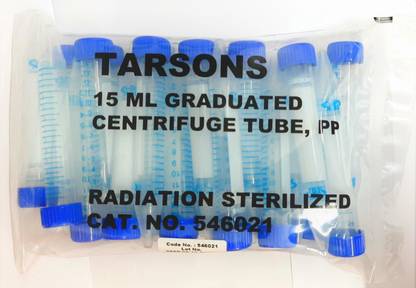 TARSONS
15 ML GRADUATED
CENTRIFUGE TUBE, PP
RADIATION STERILIZED
CAT. NO. 546021
Code No. : 546021
Lot No.